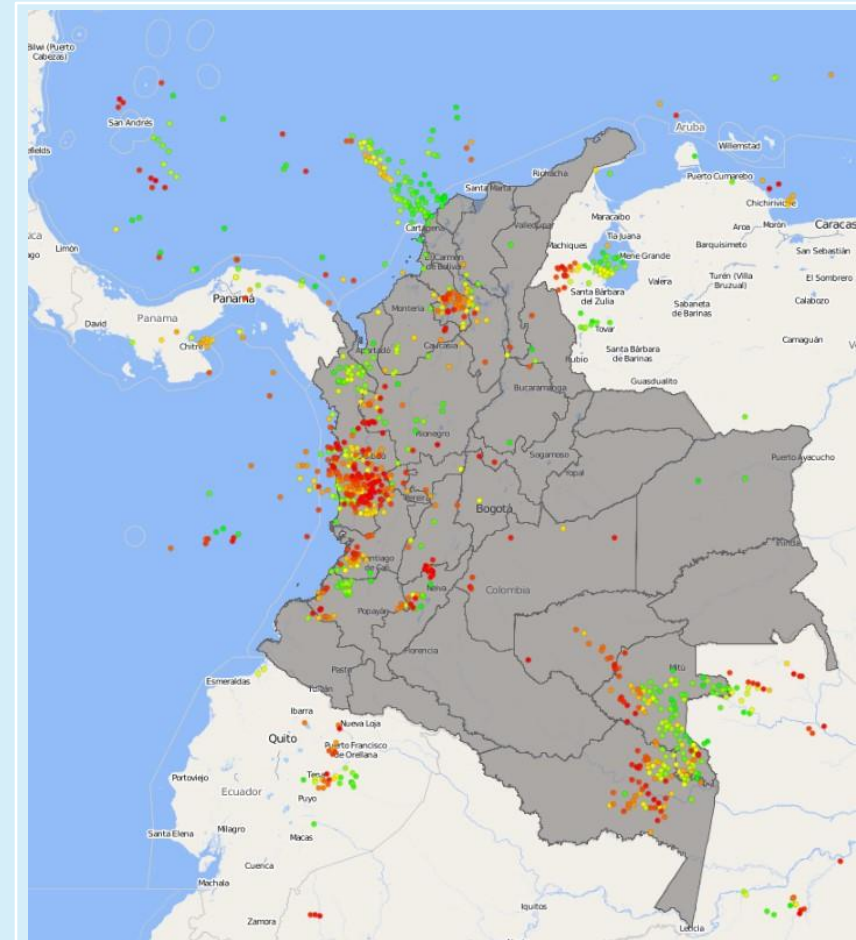 Bilwi (Puerto
Cabezas)
San Andrés
Aruba
Willemstad
Riohacha
Santa Marta
Puerto Cumarebo
Chichiriviche
Cartagena
Maracaibo
Valledupar
Tía Juana
Morón
Caracas
Limón
Machiques
Mene Grande
Barquisimeto
San Sebastián
El Carmen
de Bolívar
Valera
Turén (Villa
Bruzual)
El Sombrero
Panamá
Santa Bárbara
del Zulia
Calabozo
David
Panama
Montería
Sabaneta
de Barinas
Chitré
Tovar
Camaguán
Apartadó
Caucasia
Rubio
Santa Bárbara
de Barinas
Bucaramanga
Guasdualito
Rionegro
Sogamoso
Puerto Ayacucho
Yopal
Pereira
Bogotá
Inírida
Santiago
de Cali
Neiva
Colombia
Popayán
Florencia
Mitú
Esmeraldas
Pasto
Tulcán
Ibarra
Nueva Loja
Quito
Puerto Francisco
de Orellana
Portoviejo
Tena
Ecuador
Puyo
Santa Elena
Milagro
Macas
Cuenca
Machala
Iquitos
Zamora
Leticia